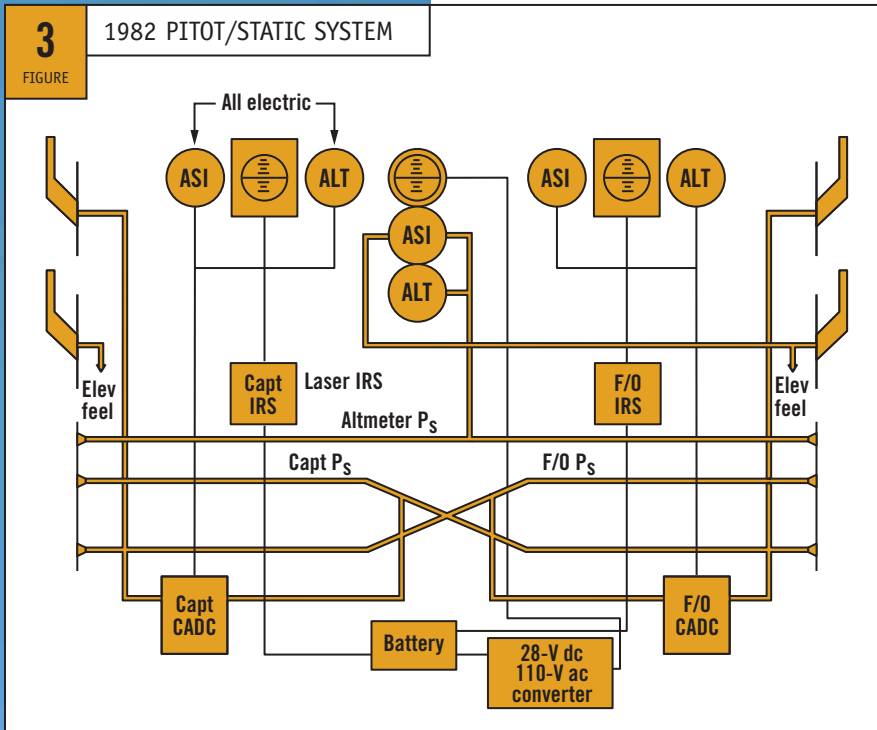 3
FIGURE
1982 PITOT/STATIC SYSTEM
All electric
ASI
ALT
ASI
ALT
ASI
ALT
Elev
feel
Capt
IRS
Laser IRS
F/O
IRS
Elev
feel
Altmeter Ps
Capt Ps
F/O Ps
Capt
CADC
Battery
28-V dc
110-V ac
converter
F/O
CADC